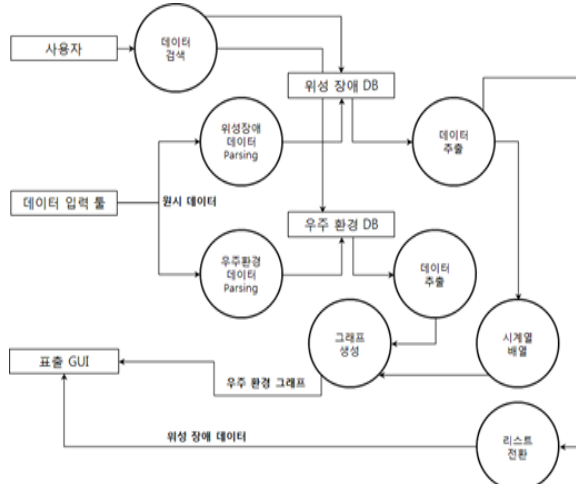 사용자
데이터
검색
위성 장애 DB
위성장애
데이터
Parsing
데이터
추출
데이터 입력 툴
원시 데이터
우주 환경 DB
우주환경
데이터
Parsing
데이터
추출
그래프
생성
시계열
배열
표출 GUI
우주 환경 그래프
위성 장애 데이터
리스트
전환